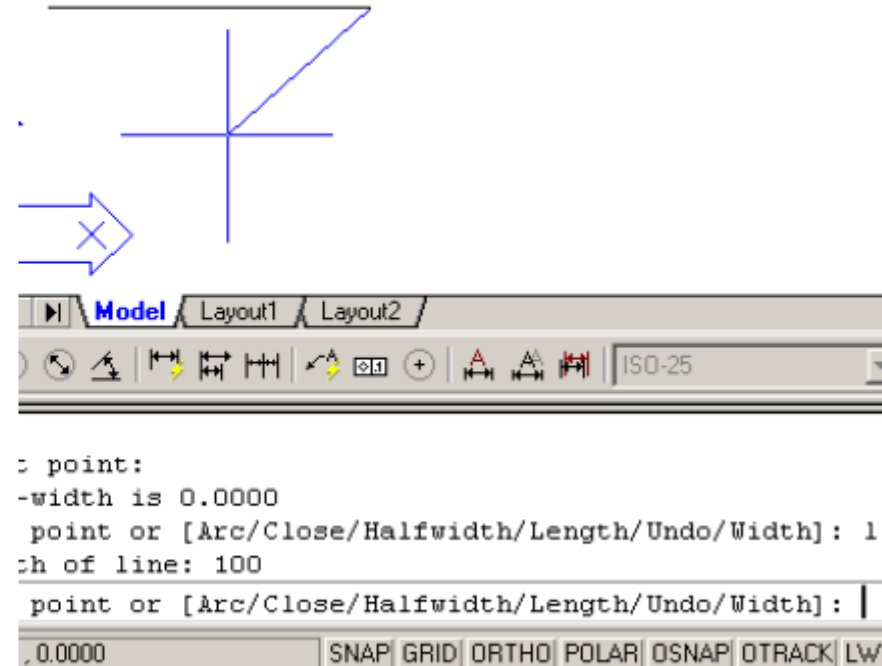 Model Layout1 Layout2
ISO-25
t point:
-width is 0.0000
point or [Arc/Close/Halfwidth/Length/Undo/Width]: l
th of line: 100
point or [Arc/Close/Halfwidth/Length/Undo/Width]:
, 0.0000 SNAP GRID ORTHO POLAR OSNAP OTRACK LW